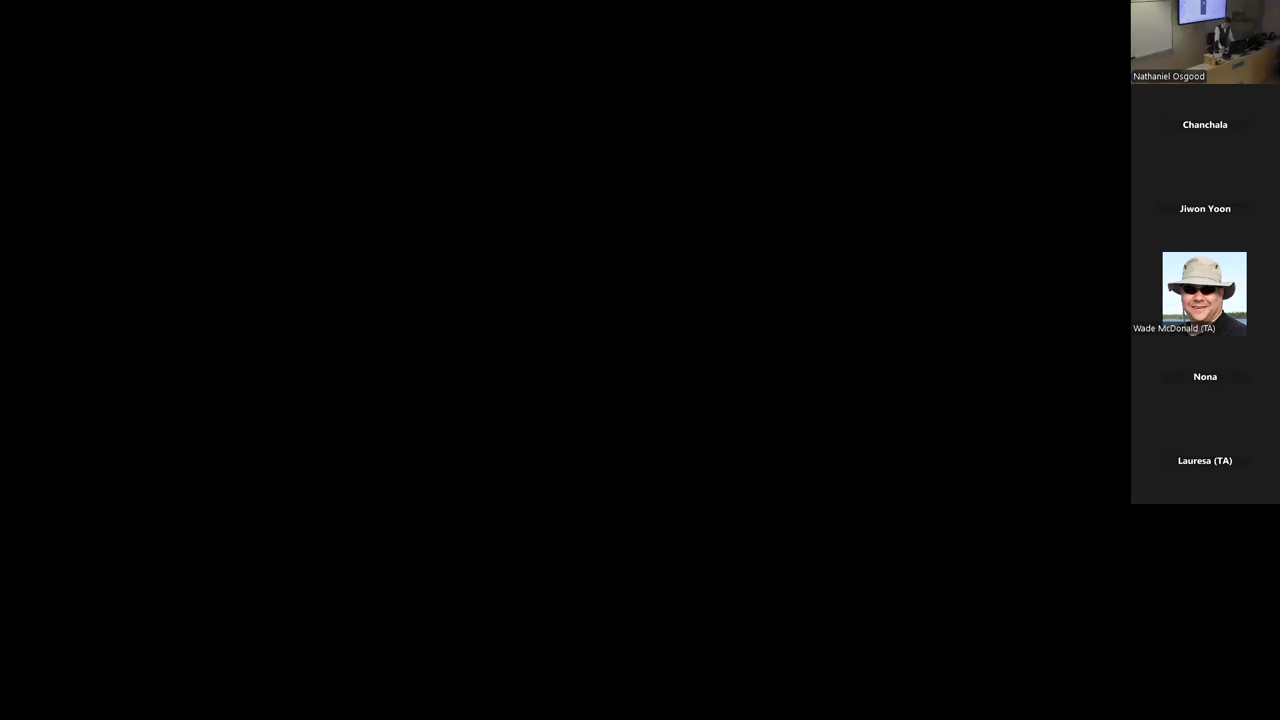 Nathaniel Osgood
Chanchala
Jiwon Yoon
Wade McDonald (TA)
Nona
Lauresa (TA)